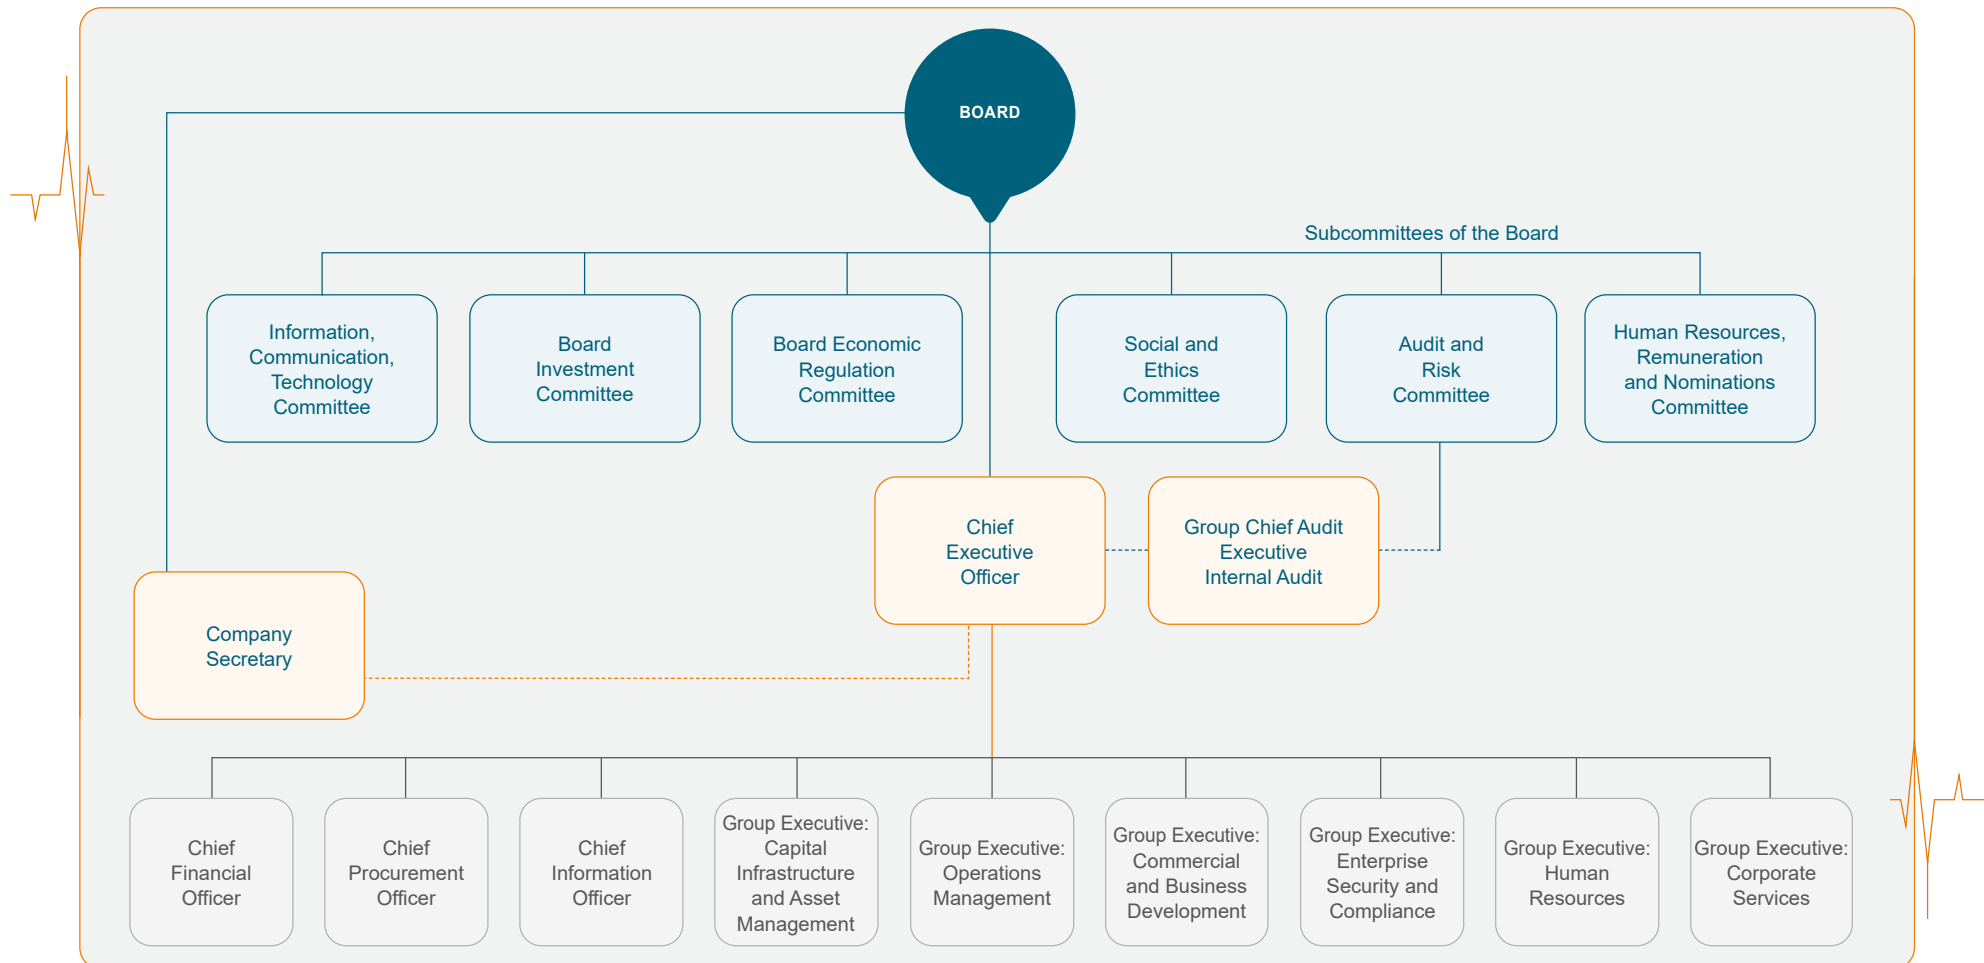 BOARD
Subcommittees of the Board
Information,
Communication,
Technology
Committee
Board
Investment
Committee
Board Economic
Regulation
Committee
Social and
Ethics
Committee
Audit and
Risk
Committee
Human Resources,
Remuneration
and Nominations
Committee
Chief
Executive
Officer
Group Chief Audit
Executive
Internal Audit
Company
Secretary
Chief
Financial
Officer
Chief
Procurement
Officer
Chief
Information
Officer
Group Executive:
Capital
Infrastructure
and Asset
Management
Group Executive:
Operations
Management
Group Executive:
Commercial
and Business
Development
Group Executive:
Enterprise
Security and
Compliance
Group Executive:
Human
Resources
Group Executive:
Corporate
Services